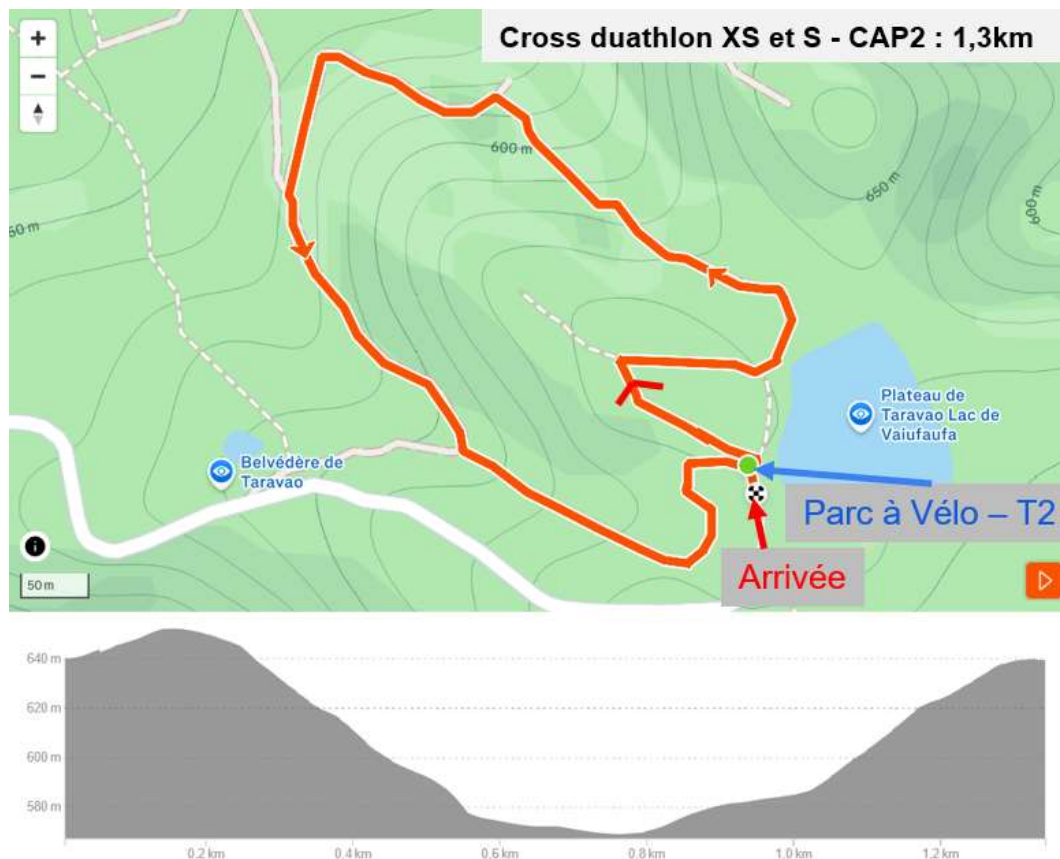 Cross duathlon XS et S - CAP2 : 1,3km
+
−
600 m
650 m
600 m
50 m
Plateau de
Taravao Lac de
Vaiufaufa
Belvédère de
Taravao
Parc à Vélo – T2
Arrivée
i
50 m
640 m
620 m
600 m
580 m
0.2 km
0.4 km
0.6 km
0.8 km
1.0 km
1.2 km